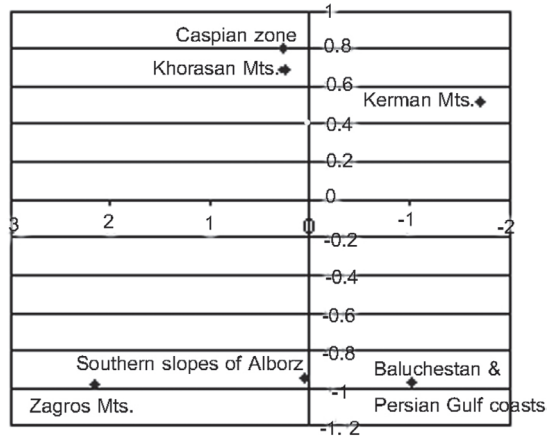 1
Caspian zone
0.8
Khorasan Mts.
0.6
Kerman Mts.
0.4
0.2
0
3 2 1 0 -1 -2
-0.2
-0.4
-0.6
-0.8
Southern slopes of Alborz
Baluchestan &
-1
Zagros Mts.
Persian Gulf coasts
-1. 2